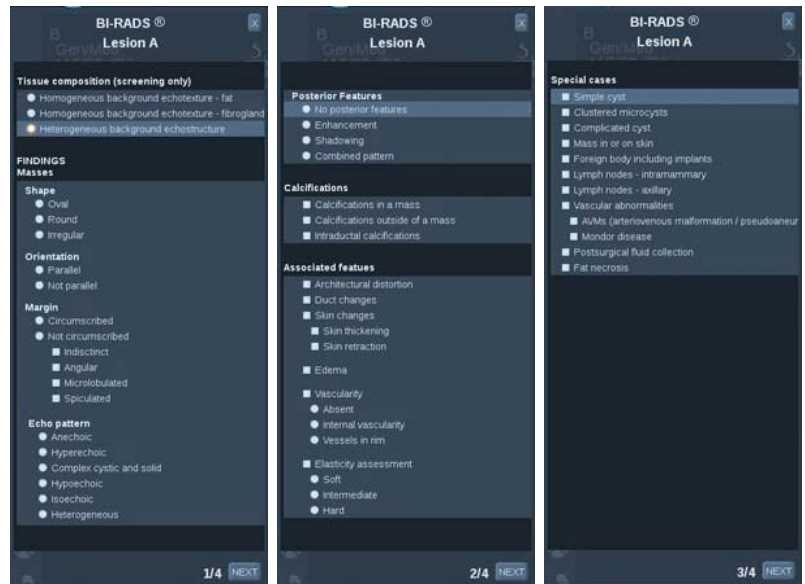 BI-RADS ®
Lesion A
Tissue composition (screening only)
Homogeneous background echotexture - fat
Homogeneous background echotexture - fibrogland
Heterogeneous background echostructure
FINDINGS
Masses
Shape
Oval
Round
Irregular
Orientation
Parallel
Not parallel
Margin
Circumscribed
Not circumscribed
Indisctinct
Angular
Microlobulated
Spiculated
Echo pattern
Anechoic
Hyperechoic
Complex cystic and solid
Hypoechoic
Isoechoic
Heterogeneous
1/4 NEXT
BI-RADS ®
Lesion A
Posterior Features
No posterior features
Enhancement
Shadowing
Combined pattern
Calcifications
Calcifications in a mass
Calcifications outside of a mass
Intraductal calcifications
Associated featues
Architectural distortion
Duct changes
Skin changes
Skin thickening
Skin retraction
Edema
Vascularity
Absent
Internal vascularity
Vessels in rim
Elasticity assessment
Soft
Intermediate
Hard
2/4 NEXT
BI-RADS ®
Lesion A
Special cases
Simple cyst
Clustered microcysts
Complicated cyst
Mass in or on skin
Foreign body including implants
Lymph nodes - intramammary
Lymph nodes - axillary
Vascular abnormalities
AVMs (arteriovenous malformation / pseudoaneur
Mondor disease
Postsurgical fluid collection
Fat necrosis
3/4 NEXT